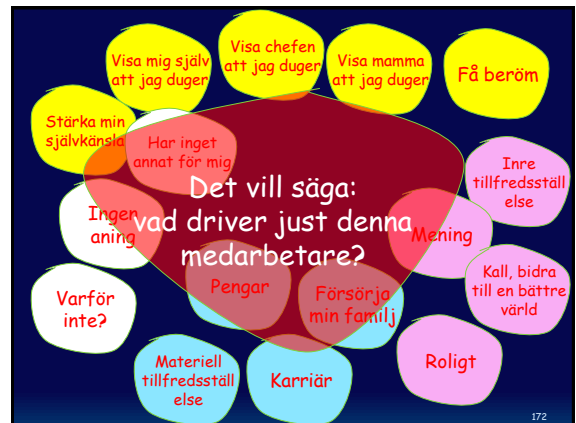 Visa mig själv
att jag duger
Visa chefen
att jag duger
Visa mamma
att jag duger
Få beröm
Stärka min
självkänsla
Har inget
annat för mig
Inre
tillfredsställ
else
Det vill säga:
vad driver just denna
medarbetare?
Ingen
aning
Mening
Kall, bidra
till en bättre
värld
Pengar
Försörja
min familj
Varför
inte?
Materiell
tillfredsställ
else
Karriär
Roligt
172